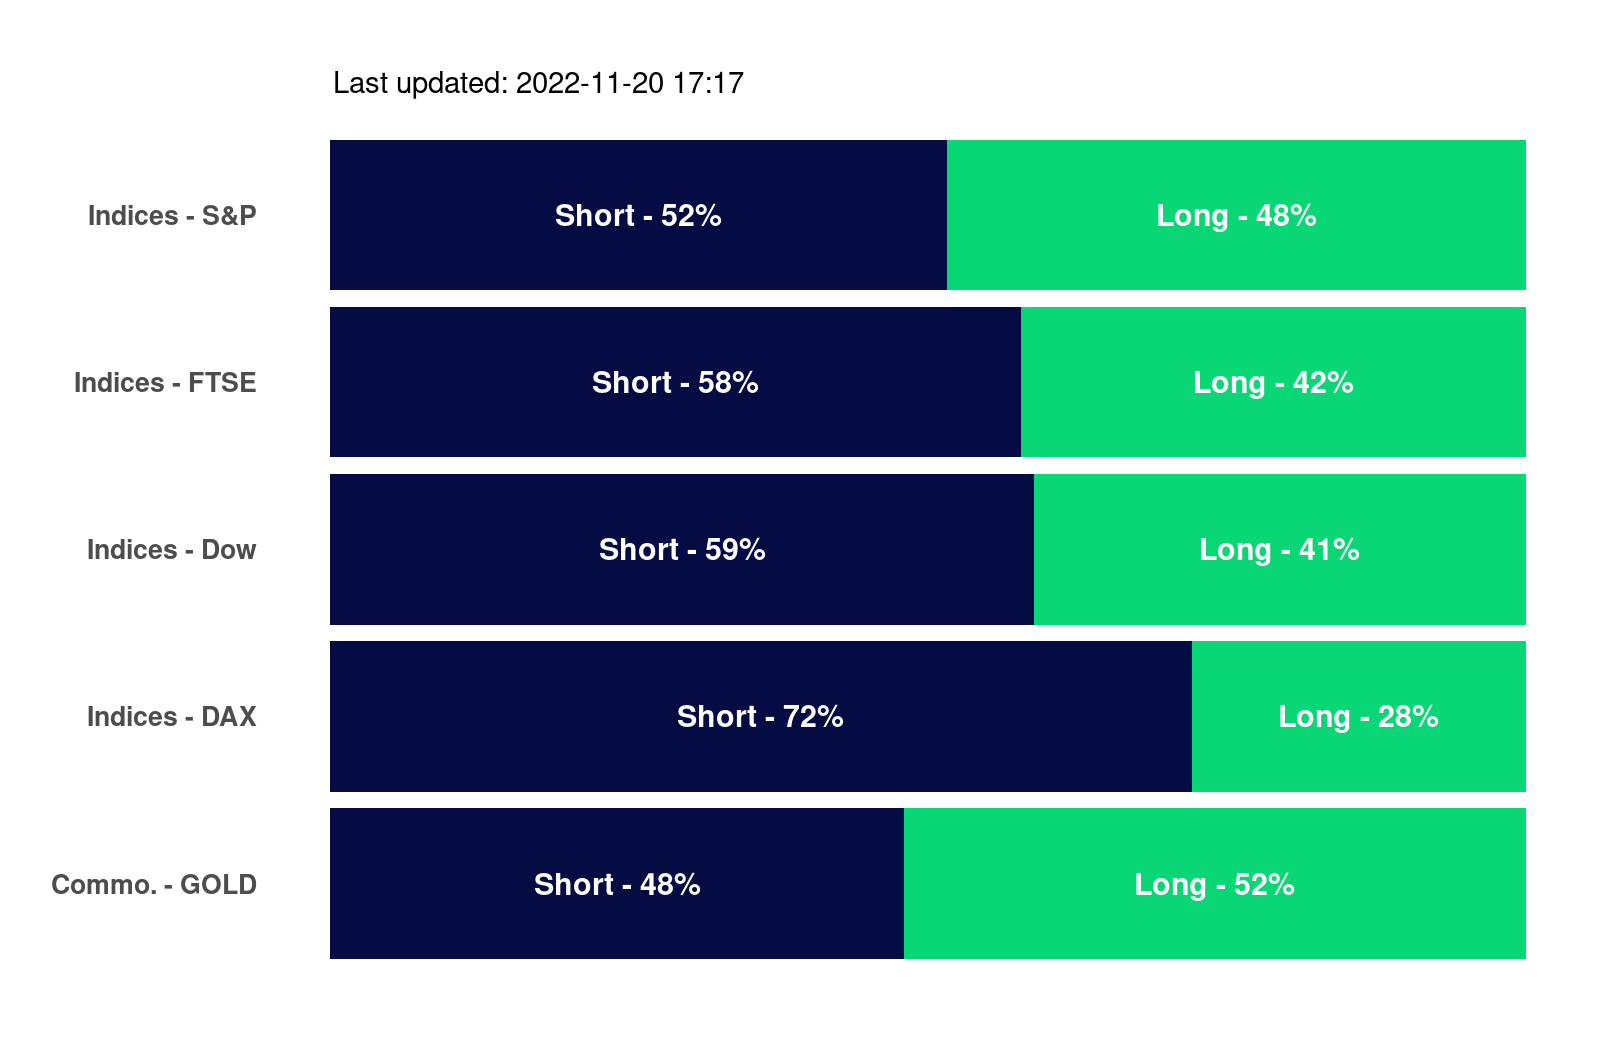 Last updated: 2022-11-20 17:17
Indices - S&P Short - 52% Long - 48%
Indices - FTSE Short - 58% Long - 42%
Indices - Dow Short - 59% Long - 41%
Indices - DAX Short - 72% Long - 28%
Commo. - GOLD Short - 48% Long - 52%